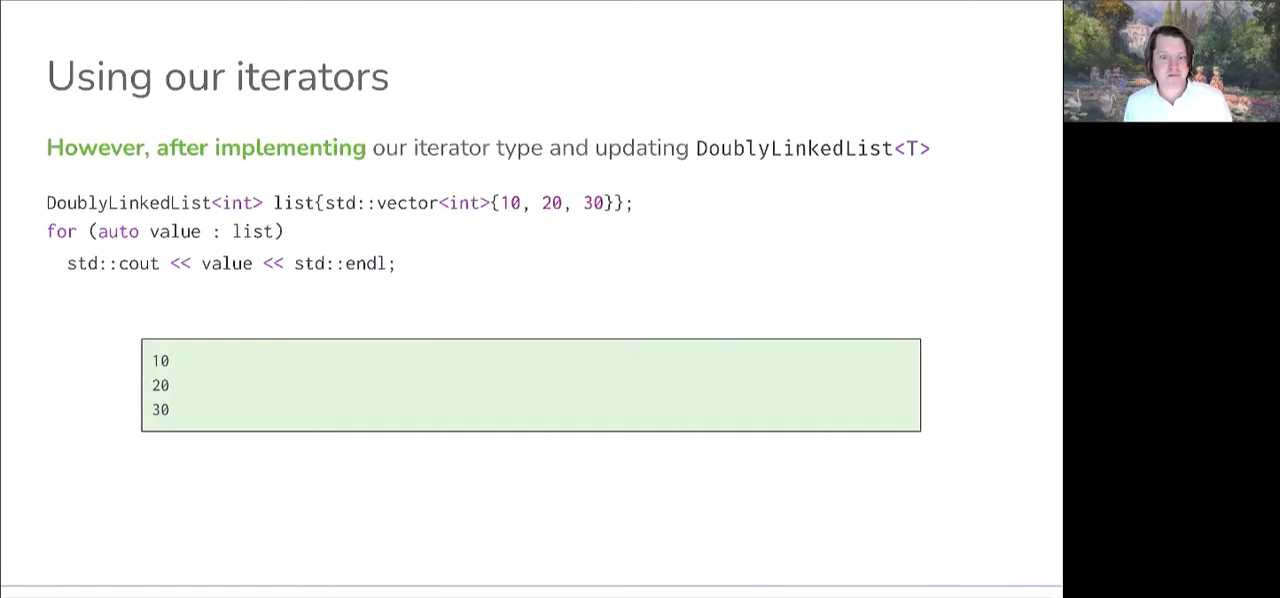 Using our iterators
However, after implementing our iterator type and updating DoublyLinkedList<T>
DoublyLinkedList<int> list{std::vector<int>{10, 20, 30}};
for (auto value : list)
  std::cout << value << std::endl;
10
20
30